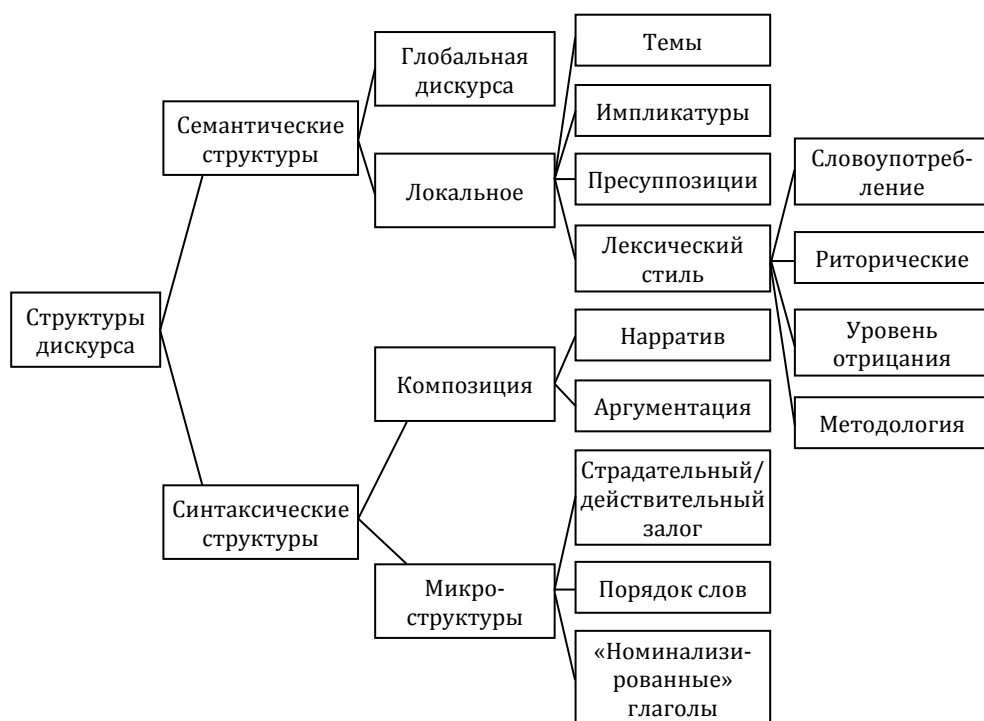 Структуры
дискурса
Семантические
структуры
Синтаксические
структуры
Глобальная
дискурса
Локальное
Композиция
Микро-
структуры
Темы
Импликатуры
Пресуппозиции
Лексический
стиль
Нарратив
Аргументация
Страдательный/
действительный
залог
Порядок слов
«Номинализи-
рованные»
глаголы
Словоупотреб-
ление
Риторические
Уровень
отрицания
Методология